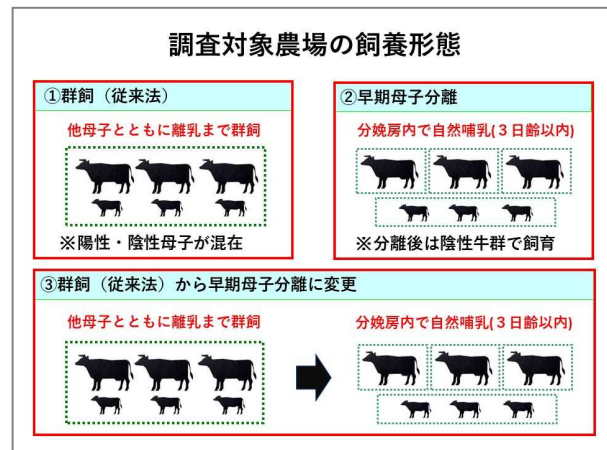 調査対象農場の飼養形態
①群飼（従来法）
他母子とともに離乳まで群飼
※陽性・陰性母子が混在
②早期母子分離
分娩房内で自然哺乳(３日齢以内)
※分離後は陰性牛群で飼育
③群飼（従来法）から早期母子分離に変更
他母子とともに離乳まで群飼
分娩房内で自然哺乳(３日齢以内)